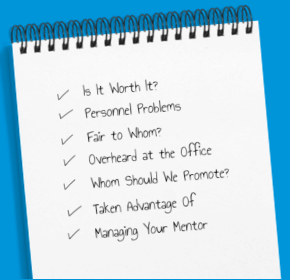 Is It Worth It?
Personnel Problems
Fair to Whom?
Overheard at the Office
Whom Should We Promote?
Taken Advantage Of
Managing Your Mentor